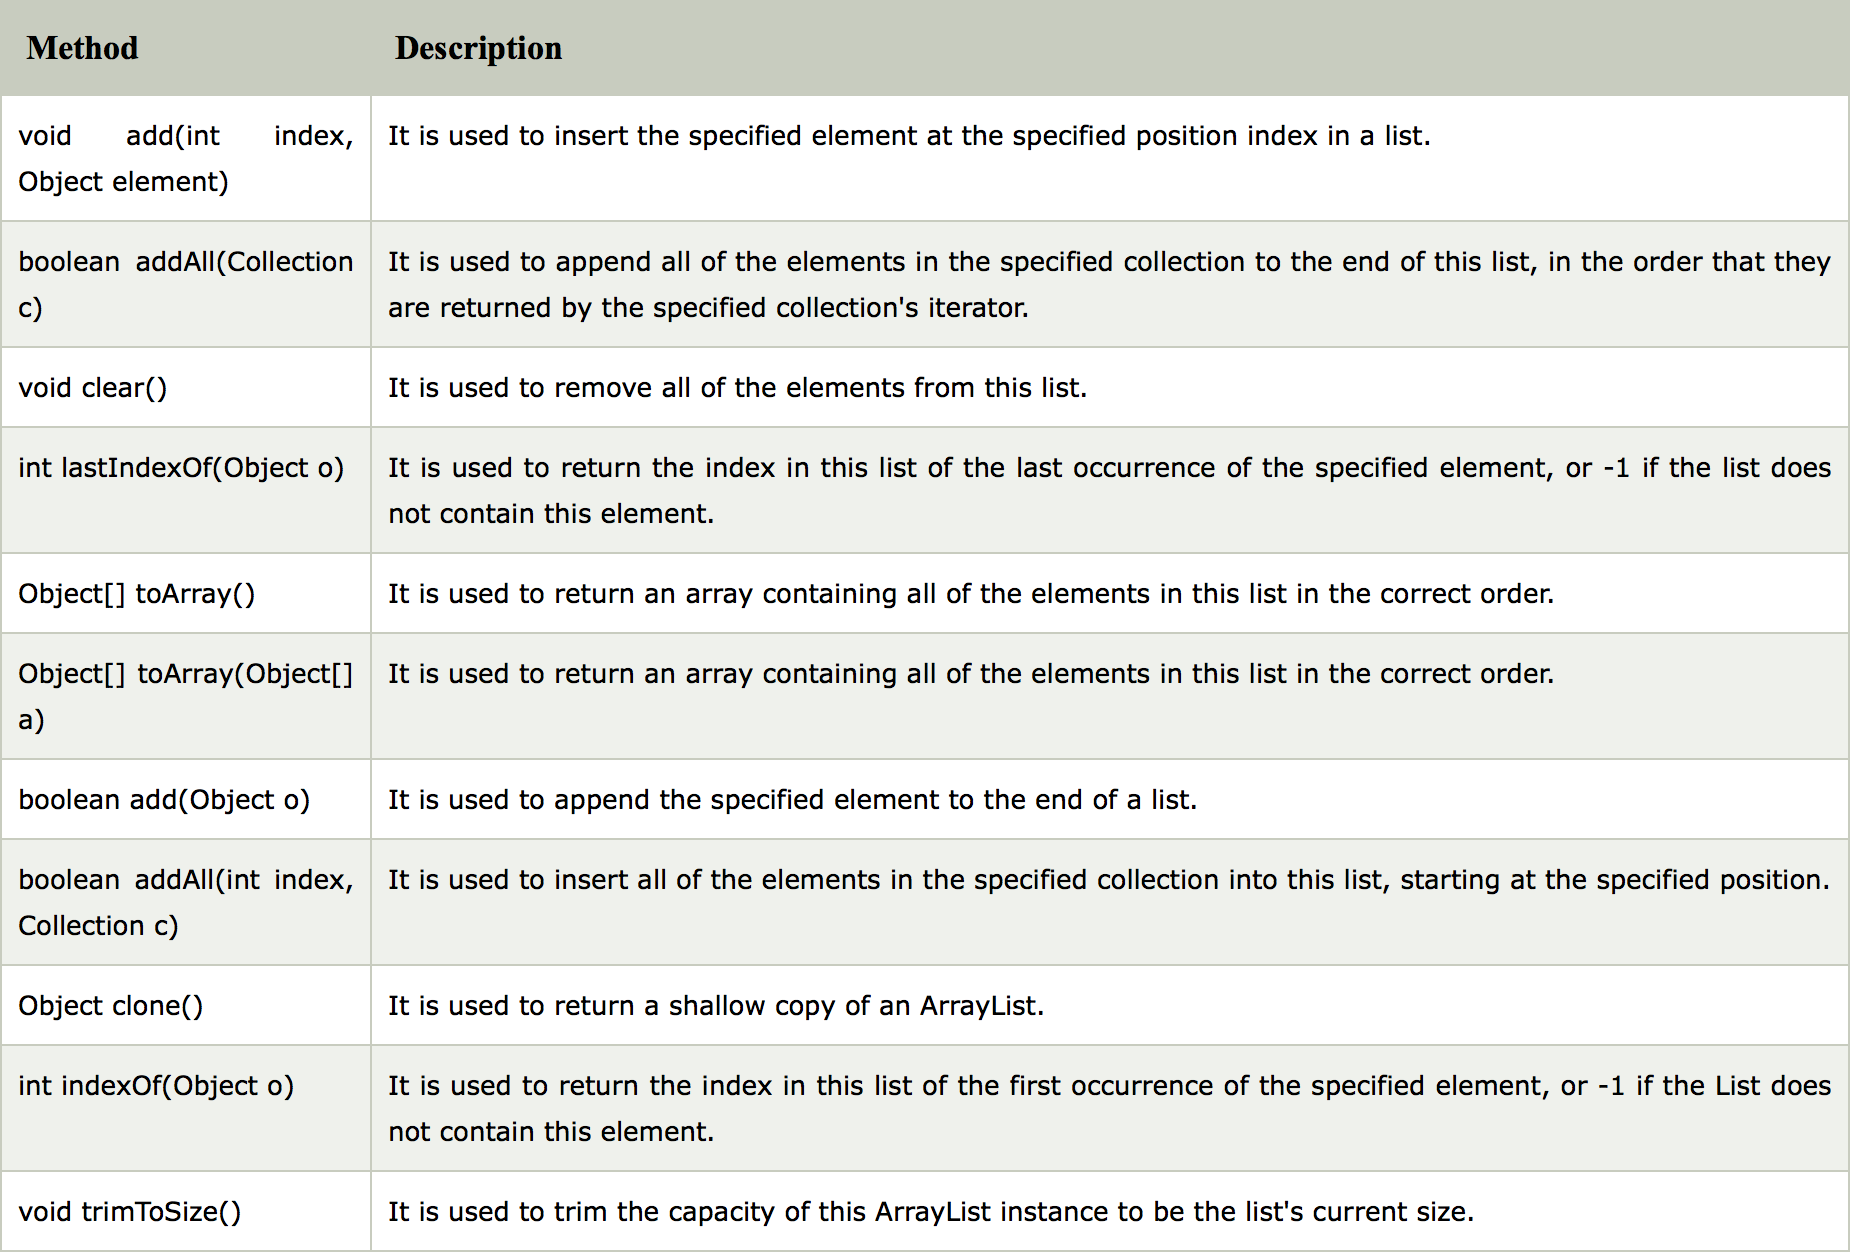 Method Description
void add(int index, It is used to insert the specified element at the specified position index in a list.
Object element)
boolean addAll(Collection It is used to append all of the elements in the specified collection to the end of this list, in the order that they
c) are returned by the specified collection's iterator.
void clear() It is used to remove all of the elements from this list.
int lastIndexOf(Object o) It is used to return the index in this list of the last occurrence of the specified element, or -1 if the list does
not contain this element.
Object[] toArray() It is used to return an array containing all of the elements in this list in the correct order.
Object[] toArray(Object[] It is used to return an array containing all of the elements in this list in the correct order.
a)
boolean add(Object o) It is used to append the specified element to the end of a list.
boolean addAll(int index, It is used to insert all of the elements in the specified collection into this list, starting at the specified position.
Collection c)
Object clone() It is used to return a shallow copy of an ArrayList.
int indexOf(Object o) It is used to return the index in this list of the first occurrence of the specified element, or -1 if the List does
not contain this element.
void trimToSize() It is used to trim the capacity of this ArrayList instance to be the list's current size.